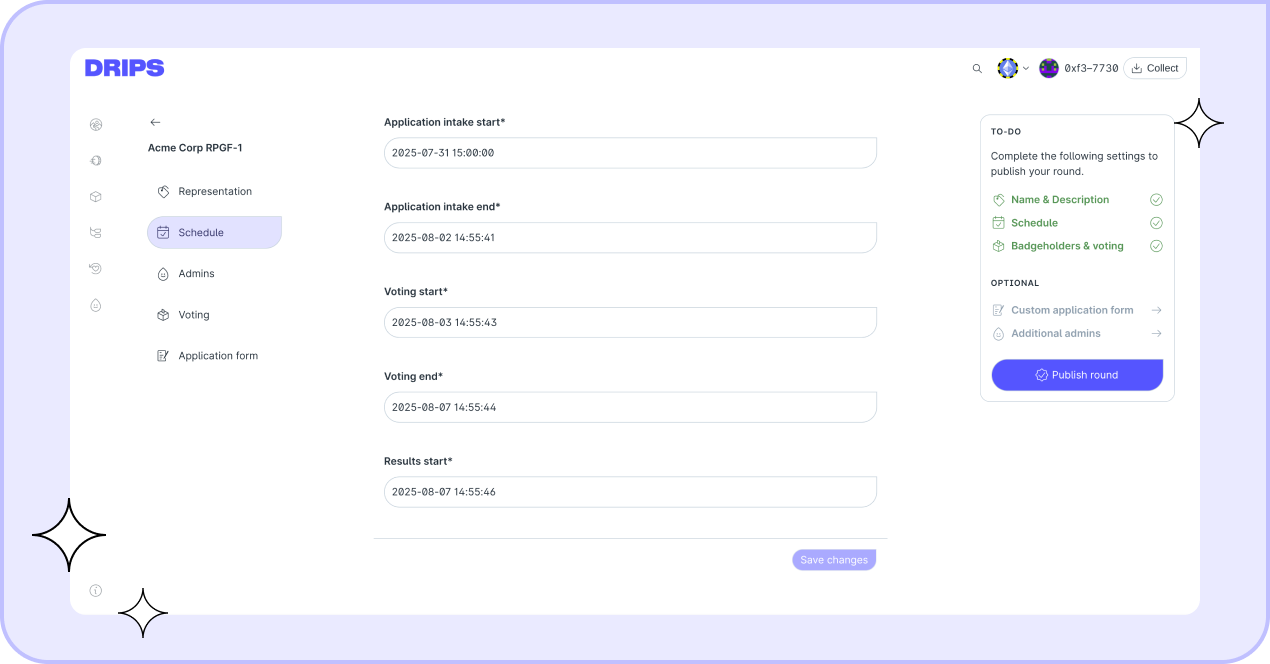 DRIPS
0xf3–7730
Collect
Acme Corp RPGF-1
Representation
Schedule
Admins
Voting
Application form
Application intake start*
2025-07-31 15:00:00
Application intake end*
2025-08-02 14:55:41
Voting start*
2025-08-03 14:55:43
Voting end*
2025-08-07 14:55:44
Results start*
2025-08-07 14:55:46
Save changes
TO-DO
Complete the following settings to
publish your round.
Name & Description
Schedule
Badgeholders & voting
OPTIONAL
Custom application form
Additional admins
Publish round